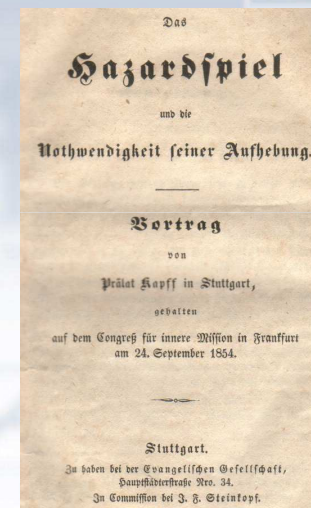 Das
Hazardspiel
und die
Nothwendigkeit seiner Aufhebung.
Vortrag
von
Prälat Kapff in Stuttgart,
gehalten
auf dem Congreß für innere Mission in Frankfurt
am 24. September 1854.
Stuttgart.
Zu haben bei der Evangelischen Gesellschaft,
Hauptstädterstraße Nro. 34.
In Commission bei J. F. Steinkopf.